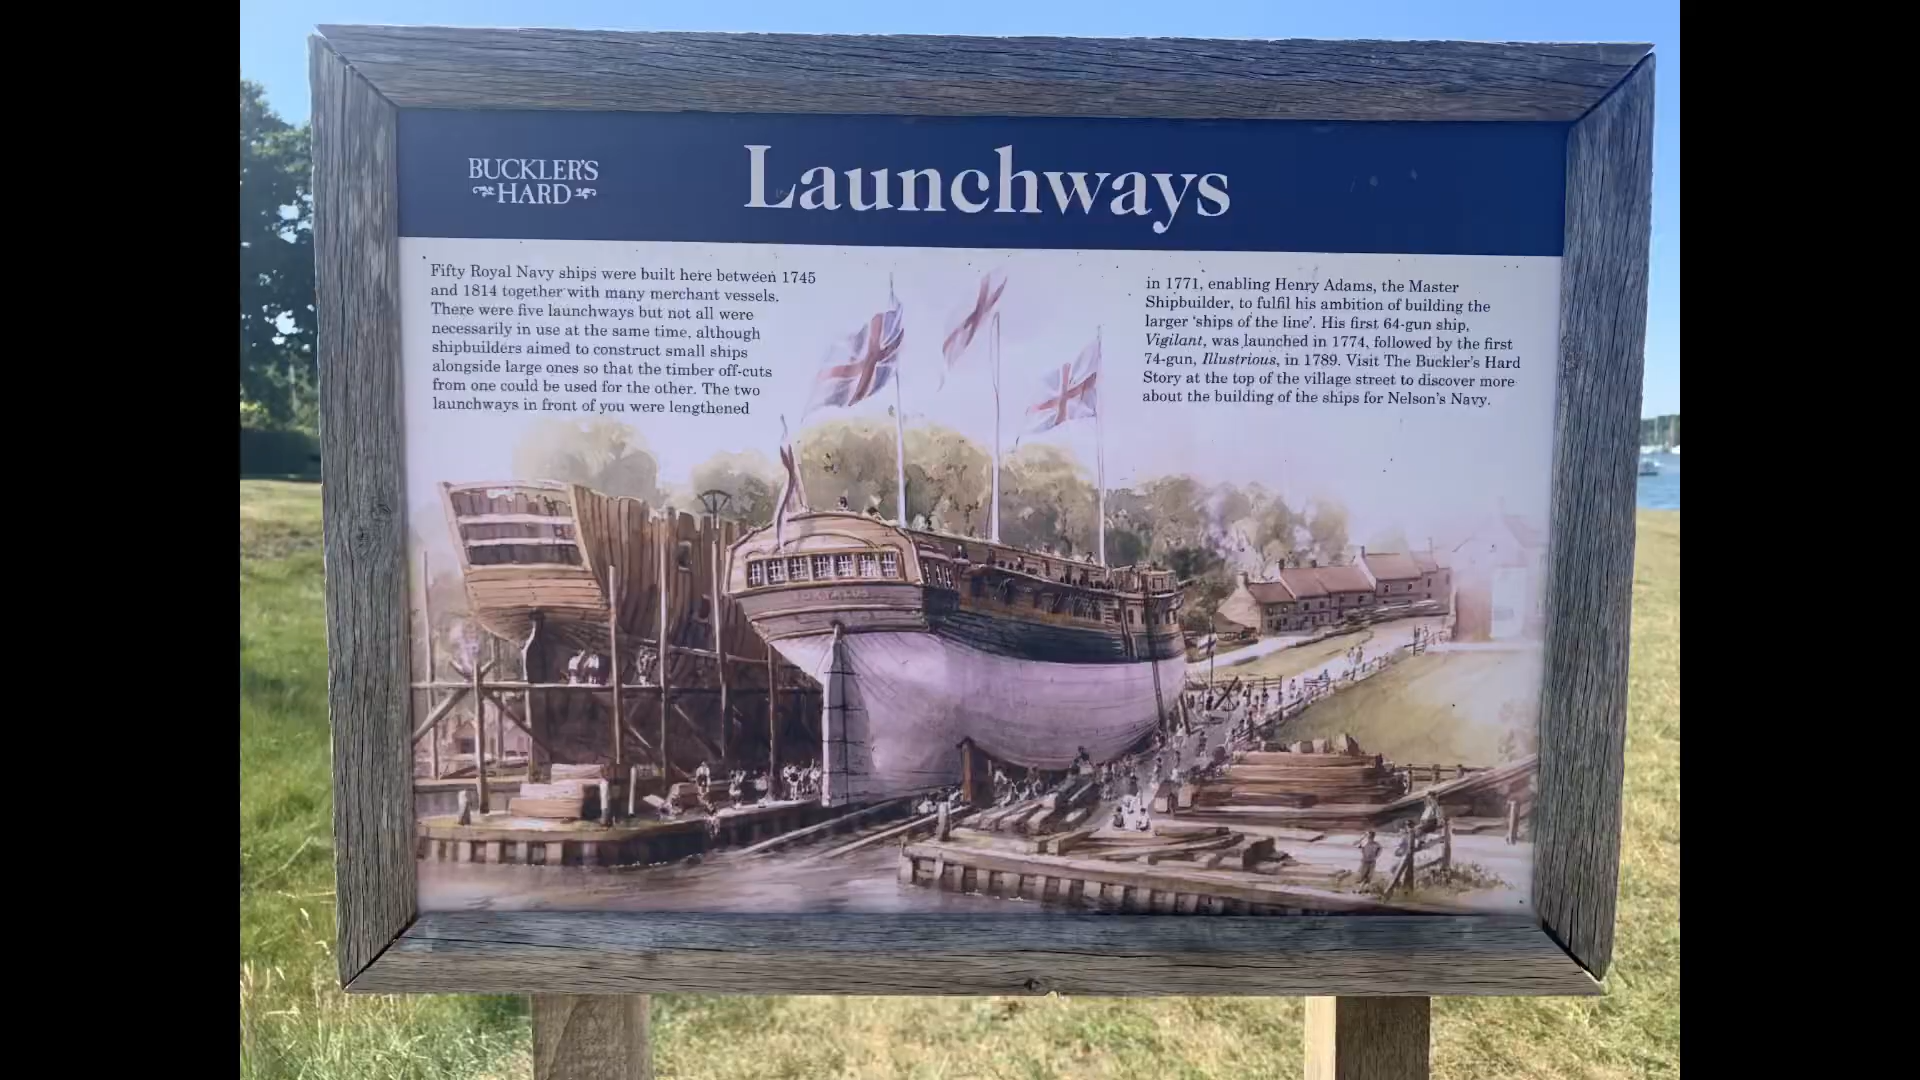 BUCKLER'S
HARD
Launchways
Fifty Royal Navy ships were built here between 1745
and 1814 together with many merchant vessels.
There were five launchways but not all were
necessarily in use at the same time, although
shipbuilders aimed to construct small ships
alongside large ones so that the timber off-cuts
from one could be used for the other. The two
launchways in front of you were lengthened
in 1771, enabling Henry Adams, the Master
Shipbuilder, to fulfil his ambition of building the
larger 'ships of the line'. His first 64-gun ship,
Vigilant, was launched in 1774, followed by the first
74-gun, Illustrious, in 1789. Visit The Buckler's Hard
Story at the top of the village street to discover more
about the building of the ships for Nelson's Navy.